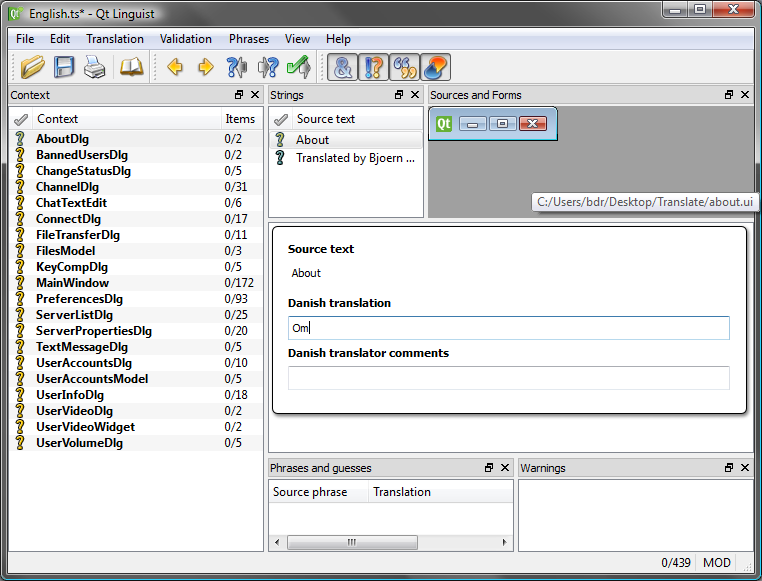 English.ts* - Qt Linguist
File Edit Translation Validation Phrases View Help
Context
Context Items
AboutDlg 0/2
BannedUsersDlg 0/2
ChangeStatusDlg 0/5
ChannelDlg 0/31
ChatTextEdit 0/6
ConnectDlg 0/17
FileTransferDlg 0/11
FilesModel 0/3
KeyCompDlg 0/5
MainWindow 0/172
PreferencesDlg 0/93
ServerListDlg 0/25
ServerPropertiesDlg 0/20
TextMessageDlg 0/5
UserAccountsDlg 0/10
UserAccountsModel 0/5
UserInfoDlg 0/18
UserVideoDlg 0/2
UserVideoWidget 0/2
UserVolumeDlg 0/5
Strings
Source text
About
Translated by Bjoern ...
Sources and Forms
Qt
C:/Users/bdr/Desktop/Translate/about.ui
Source text
About
Danish translation
Om
Danish translator comments
Phrases and guesses
Source phrase Translation
Warnings
0/439 MOD